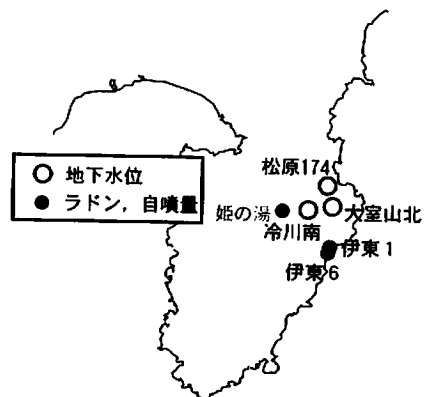 松原174
地下水位
ラドン，自噴量
姫の湯
大室山北
冷川南
伊東1
伊東6